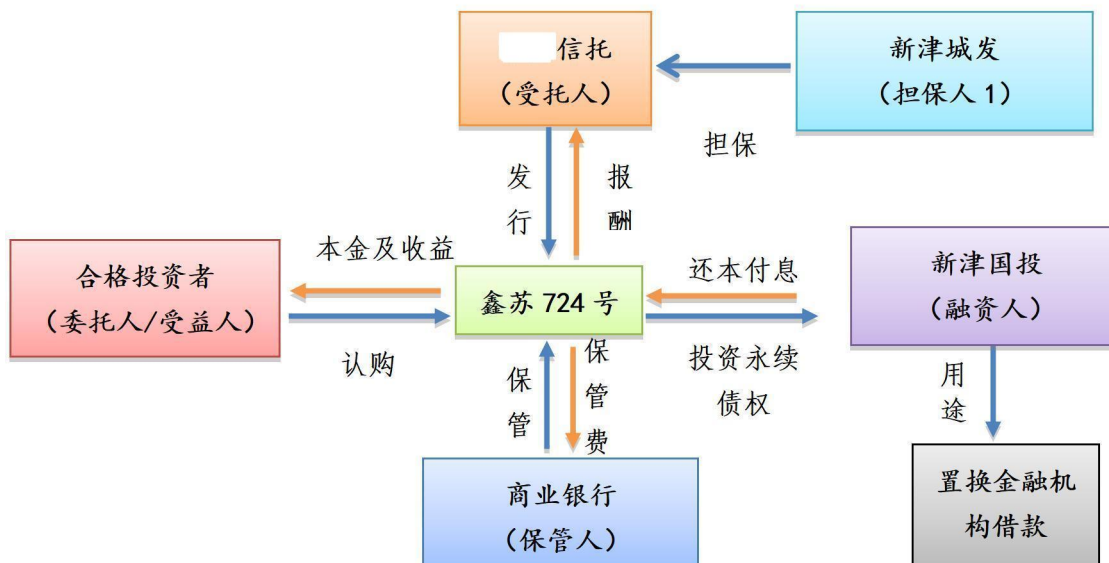 信托
（受托人）
新津城发
（担保人 1）
担保
发行
报酬
本金及收益
合格投资者
（委托人/受益人）
认购
鑫苏 724 号
还本付息
投资永续
债权
新津国投
（融资人）
保管
保管费
用途
商业银行
（保管人）
置换金融机
构借款